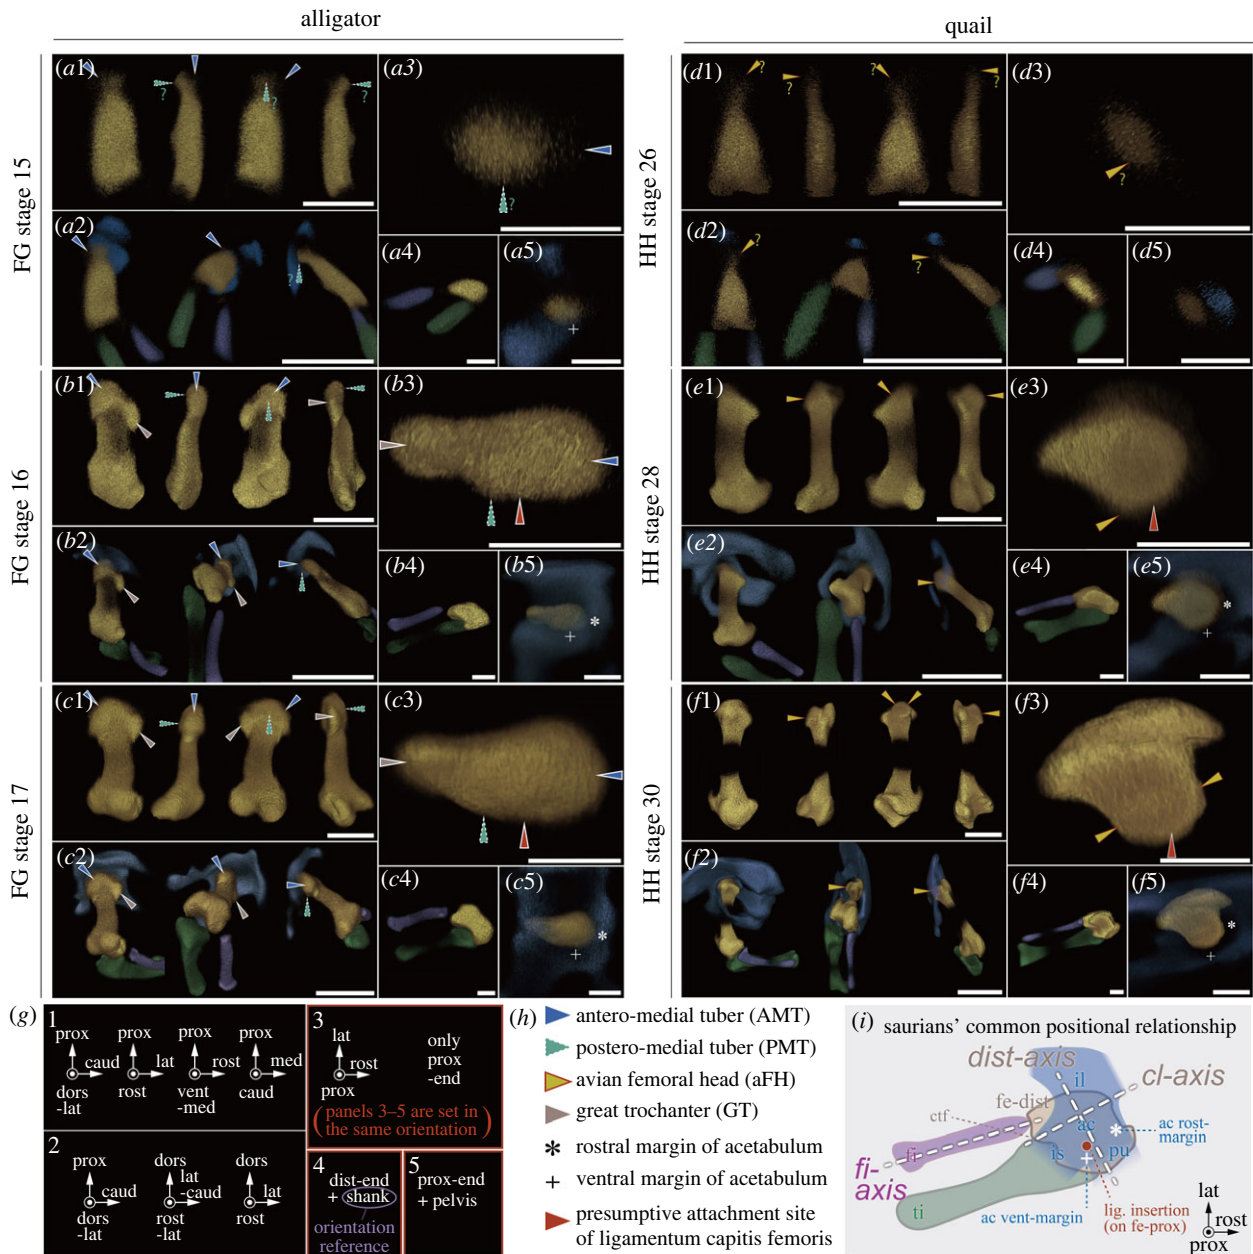 alligator
quail
FG stage 15
(a1)
?
?
?
(a3)
?
(a2)
?
(a4)
(a5)
+
HH stage 26
(d1)
?
?
?
?
(d3)
?
(d2)
?
?
(d4)
(d5)
FG stage 16
(b1)
(b3)
(b2)
(b4)
(b5)
*
+
HH stage 28
(e1)
(e3)
(e2)
(e4)
(e5)
*
+
FG stage 17
(c1)
(c3)
(c2)
(c4)
(c5)
*
+
HH stage 30
(f1)
(f3)
(f2)
(f4)
(f5)
*
+
(g)
1
prox prox prox prox
caud lat rost med
dors-lat
rost
vent-med
caud
2
prox
caud
dors-lat
dors lat-caud
rost-lat
dors
lat
rost
3
lat
rost
prox
only
prox
-end
(panels 3–5 are set in
the same orientation)
4
dist-end
+ shank
orientation
reference
5
prox-end
+ pelvis
(h)
antero-medial tuber (AMT)
postero-medial tuber (PMT)
avian femoral head (aFH)
great trochanter (GT)
* rostral margin of acetabulum
+ ventral margin of acetabulum
presumptive attachment site
of ligamentum capitis femoris
(i) saurians’ common positional relationship
dist-axis
il
cl-axis
fe-dist
ctf
ac
*
ac rost-
margin
fi
is
pu
+
fi-
axis
ti
ac vent-margin
lig. insertion
(on fe-prox)
lat
rost
prox